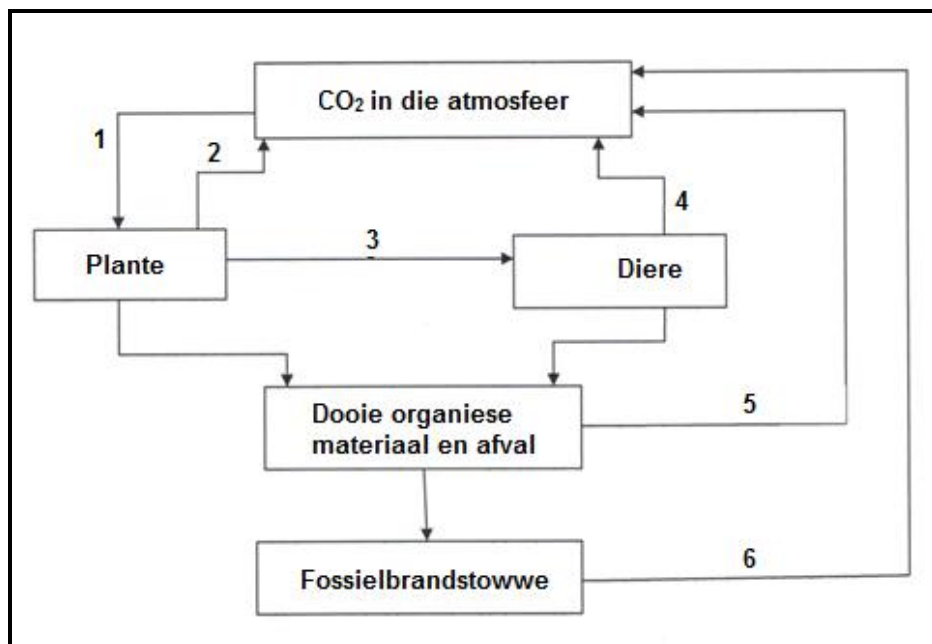 CO₂ in die atmosfeer
1
2
4
3
Plante
Diere
5
Dooie organiese
materiaal en afval
6
Fossielbrandstowwe